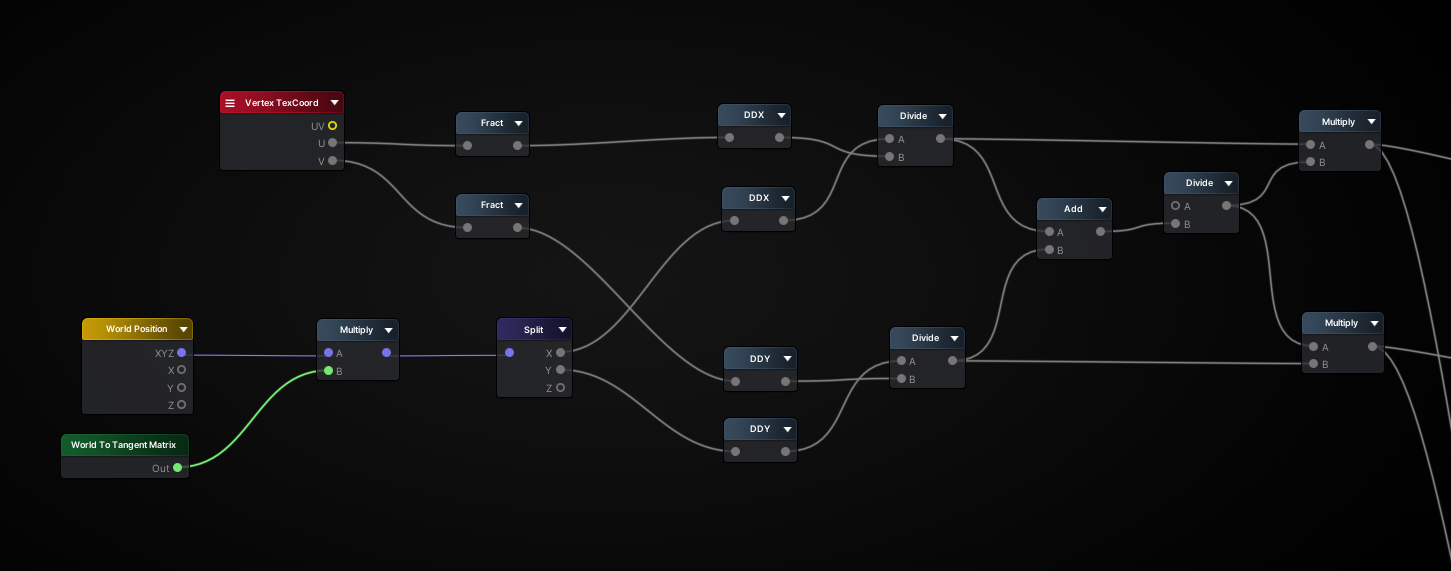 Vertex TexCoord
UV
U
V
Fract
Fract
DDX
DDX
Divide
A
B
Multiply
A
B
Divide
A
B
Add
A
B
World Position
XYZ
X
Y
Z
Multiply
A
B
Split
X
Y
Z
DDY
DDY
Divide
A
B
Multiply
A
B
World To Tangent Matrix
Out